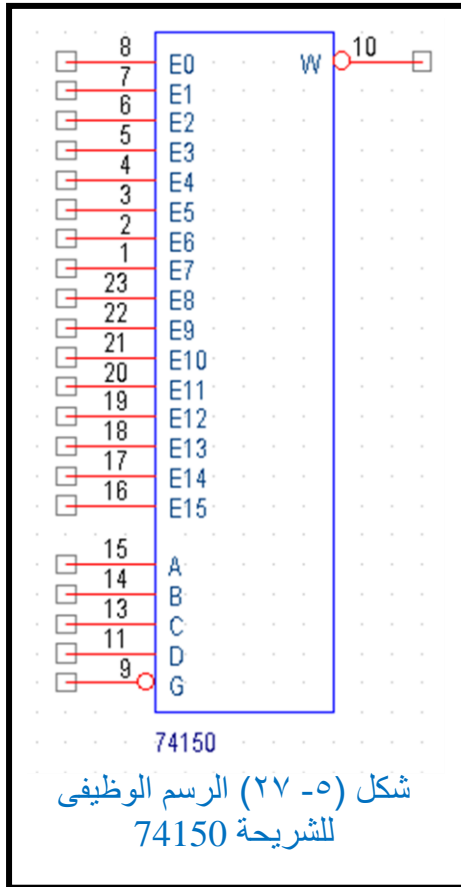 8 E0 W 10
7 E1
6 E2
5 E3
4 E4
3 E5
2 E6
1 E7
23 E8
22 E9
21 E10
20 E11
19 E12
18 E13
17 E14
16 E15
15 A
14 B
13 C
11 D
9 G
74150
شكل (٥- ٢٧) الرسم الوظيفى
للشريحة 74150